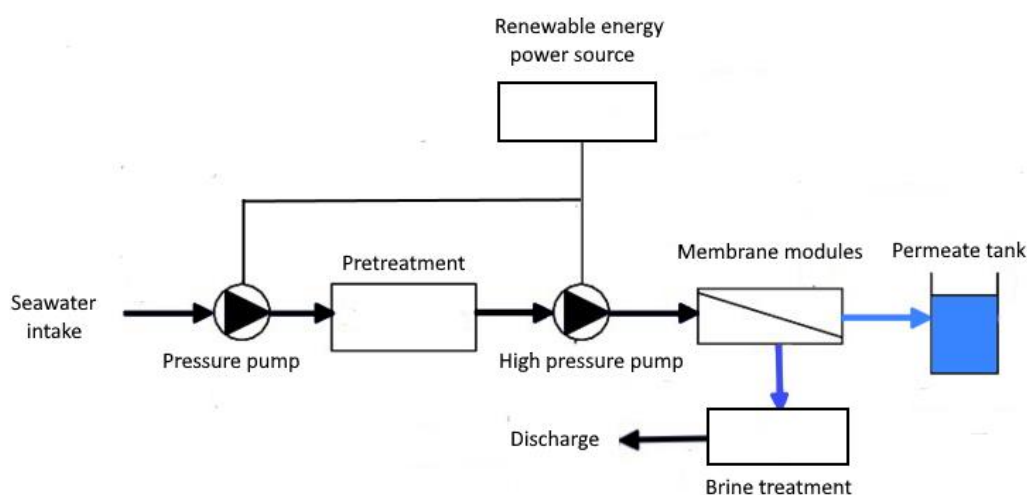 Renewable energy
power source
Membrane modules
Permeate tank
Pretreatment
Seawater
intake
Pressure pump
High pressure pump
Discharge
Brine treatment